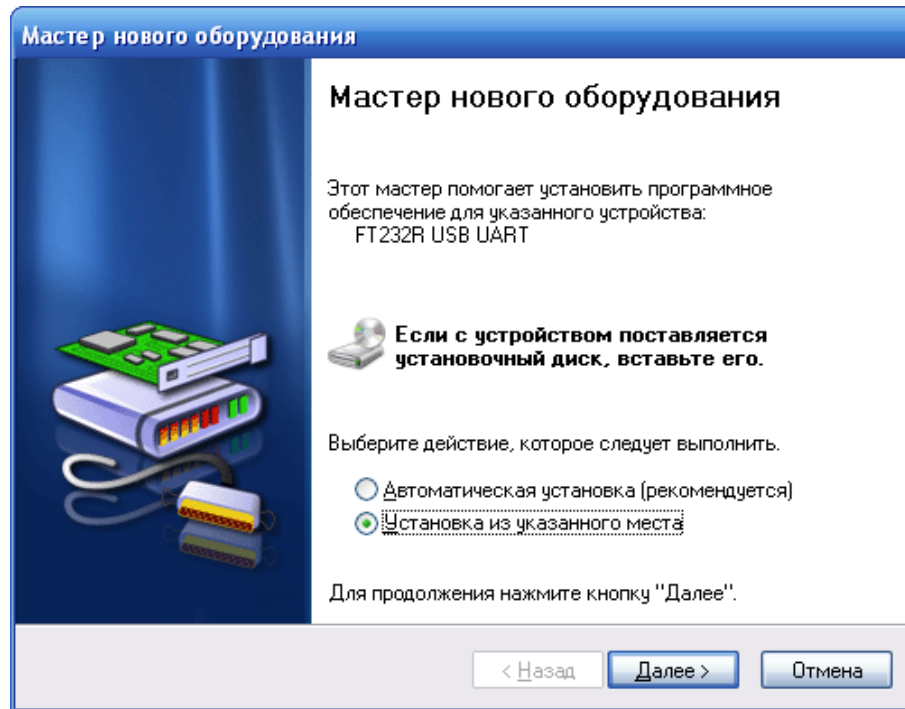 Мастер нового оборудования
Мастер нового оборудования
Этот мастер помогает установить программное
обеспечение для указанного устройства:
FT232R USB UART
Если с устройством поставляется
установочный диск, вставьте его.
Выберите действие, которое следует выполнить.
Автоматическая установка (рекомендуется)
Установка из указанного места
Для продолжения нажмите кнопку "Далее".
< Назад
Далее >
Отмена